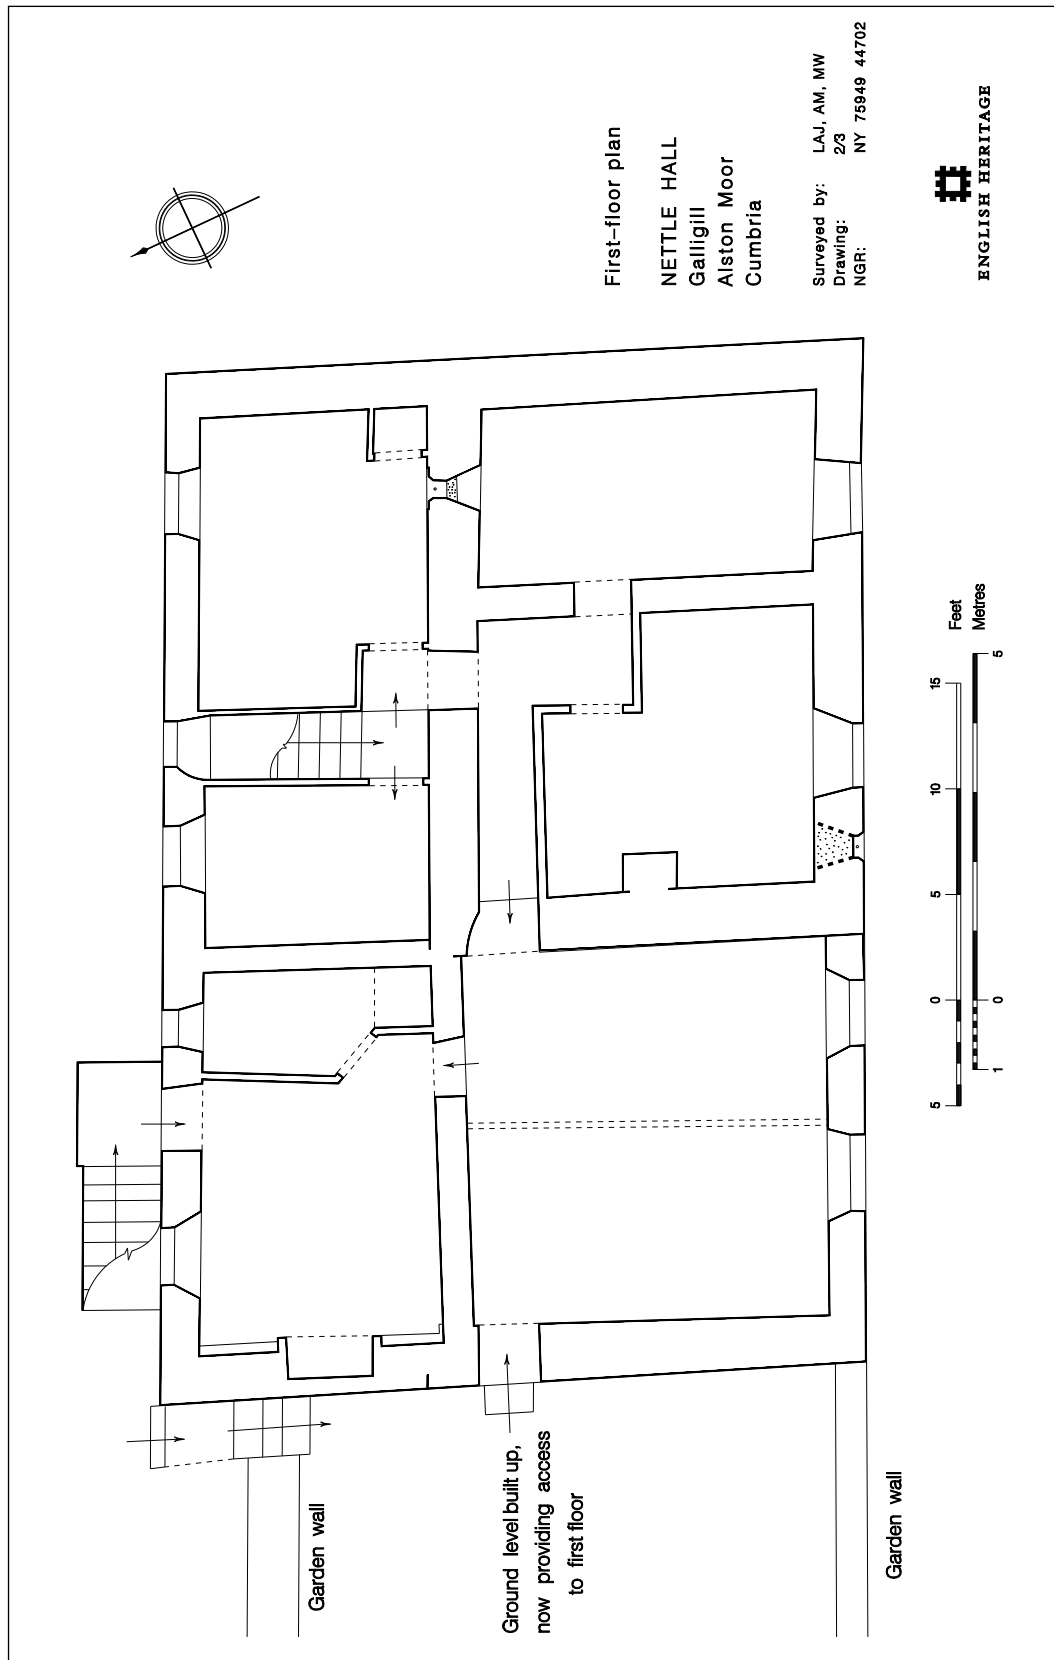 First-floor plan
NETTLE HALL
Galligill
Alston Moor
Cumbria
Surveyed by: LAJ, AM, MW
Drawing: 2/3
NGR: NY 75949 44702
ENGLISH HERITAGE
5 0 5 10 15 Feet
1 0 5 Metres
Garden wall
Ground level built up,
now providing access
to first floor
Garden wall